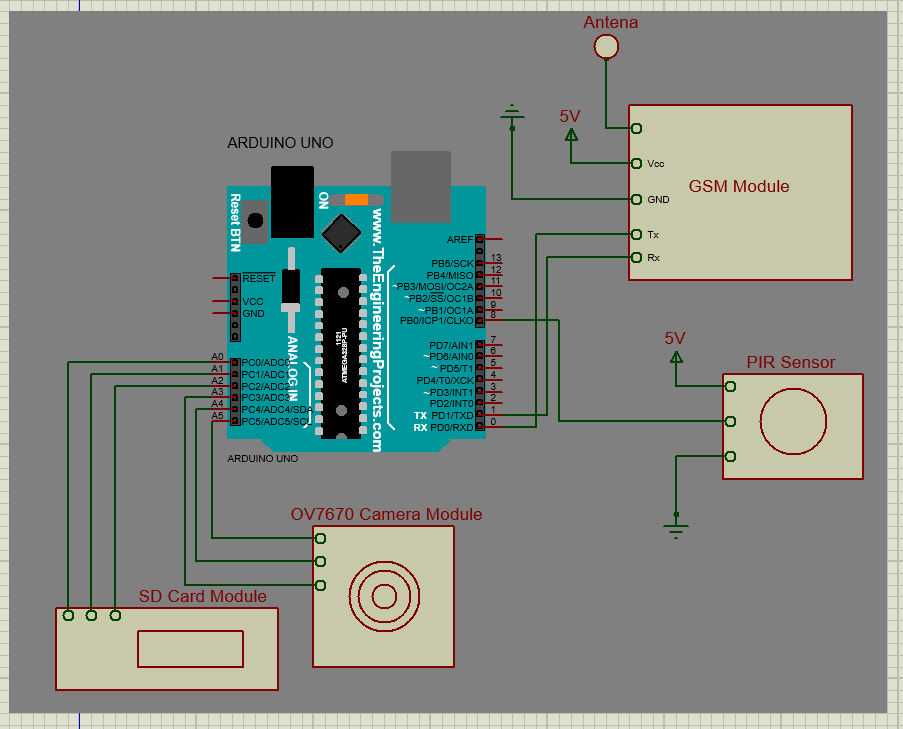 Antena
5V
Vcc
GSM Module
GND
Tx
Rx
ARDUINO UNO
Reset BTN
ON
www.TheEngineeringProjects.com
AREF
PB5/SCK 13
PB4/MISO 12
~PB3/MOSI/OC2A 11
~PB2/SS/OC1B 10
~PB1/OC1A 9
PB0/ICP1/CLKO 8
PD7/AIN1 7
~PD6/AIN0 6
~PD5/T1 5
PD4/T0/XCK 4
~PD3/INT1 3
PD2/INT0 2
TX PD1/TXD 1
RX PD0/RXD 0
RESET
VCC
GND
ANALOG IN
A0 PC0/ADC0
A1 PC1/ADC1
A2 PC2/ADC2
A3 PC3/ADC3
A4 PC4/ADC4/SDA
A5 PC5/ADC5/SCL
1121
ATMEGA328P-PU
ARDUINO UNO
5V
PIR Sensor
OV7670 Camera Module
SD Card Module